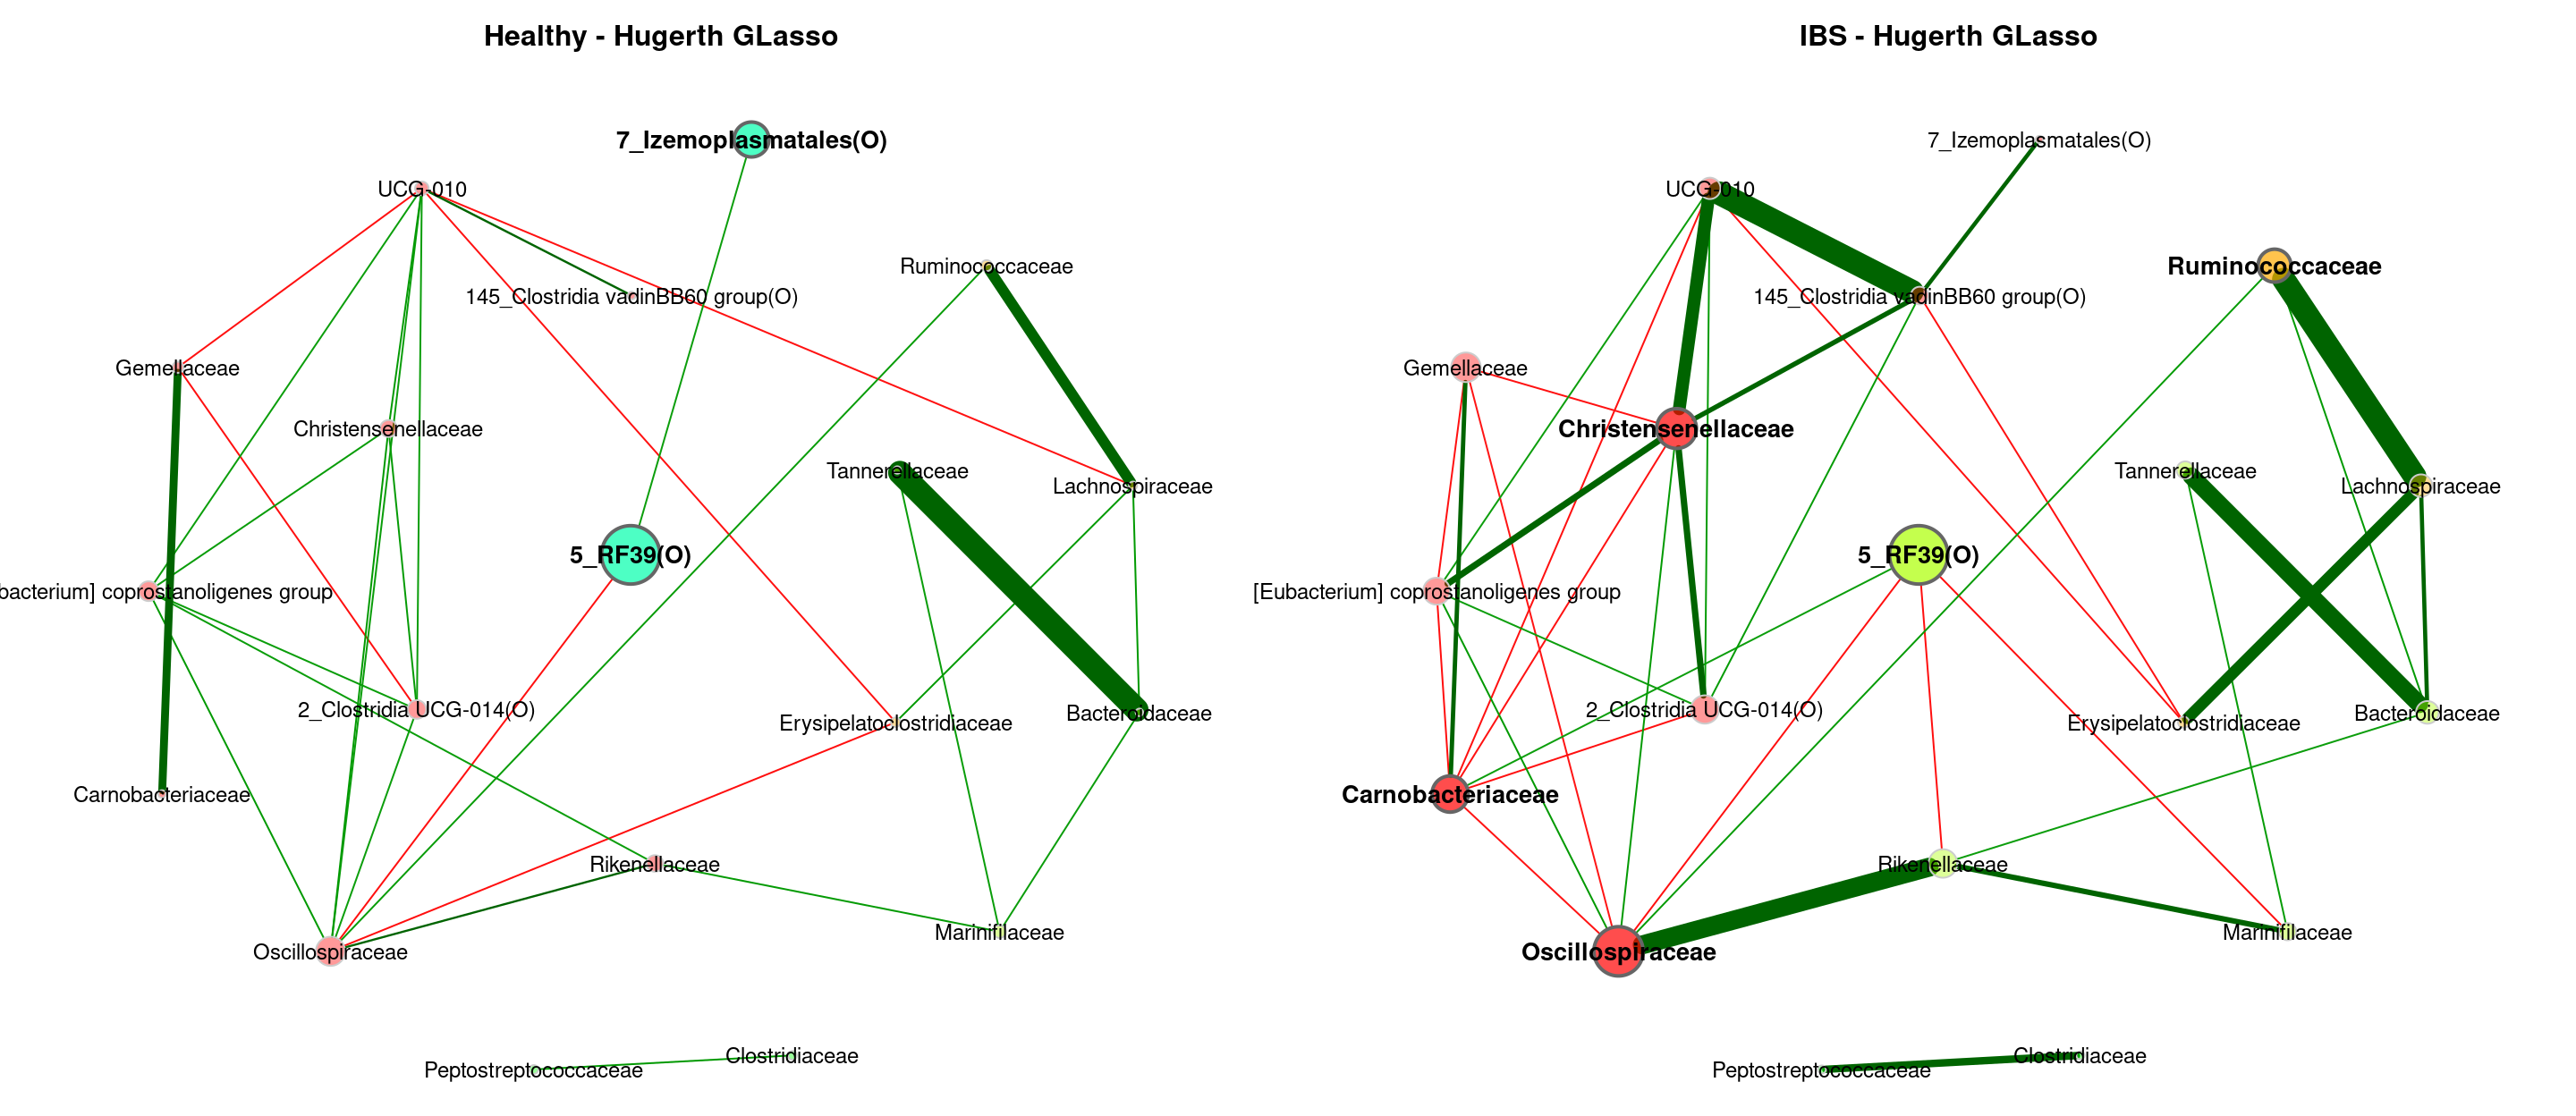 Healthy - Hugerth GLasso
7_Izemoplasmatales(O)
UCG-010
Ruminococcaceae
145_Clostridia vadinBB60 group(O)
Gemellaceae
Christensenellaceae
Tannerellaceae
Lachnospiraceae
5_RF39(O)
bacterium] coprostanoligenes group
2_Clostridia UCG-014(O)
Erysipelatoclostridiaceae
Bacteroidaceae
Carnobacteriaceae
Rikenellaceae
Marinifilaceae
Oscillospiraceae
Clostridiaceae
Peptostreptococcaceae
IBS - Hugerth GLasso
7_Izemoplasmatales(O)
UCG-010
Ruminococcaceae
145_Clostridia vadinBB60 group(O)
Gemellaceae
Christensenellaceae
Tannerellaceae
Lachnospiraceae
5_RF39(O)
[Eubacterium] coprostanoligenes group
2_Clostridia UCG-014(O)
Erysipelatoclostridiaceae
Bacteroidaceae
Carnobacteriaceae
Rikenellaceae
Marinifilaceae
Oscillospiraceae
Clostridiaceae
Peptostreptococcaceae